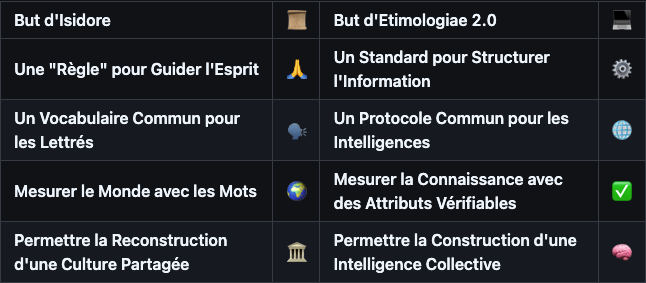 But d'Isidore 📜 But d'Etimologiae 2.0 💻
Une "Règle" pour Guider l'Esprit 🙏 Un Standard pour Structurer
l'Information ⚙️
Un Vocabulaire Commun pour
les Lettrés 🗣️ Un Protocole Commun pour les
Intelligences 🌐
Mesurer le Monde avec les Mots 🌍 Mesurer la Connaissance avec
des Attributs Vérifiables ✅
Permettre la Reconstruction
d'une Culture Partagée 🏛️ Permettre la Construction d'une
Intelligence Collective 🧠